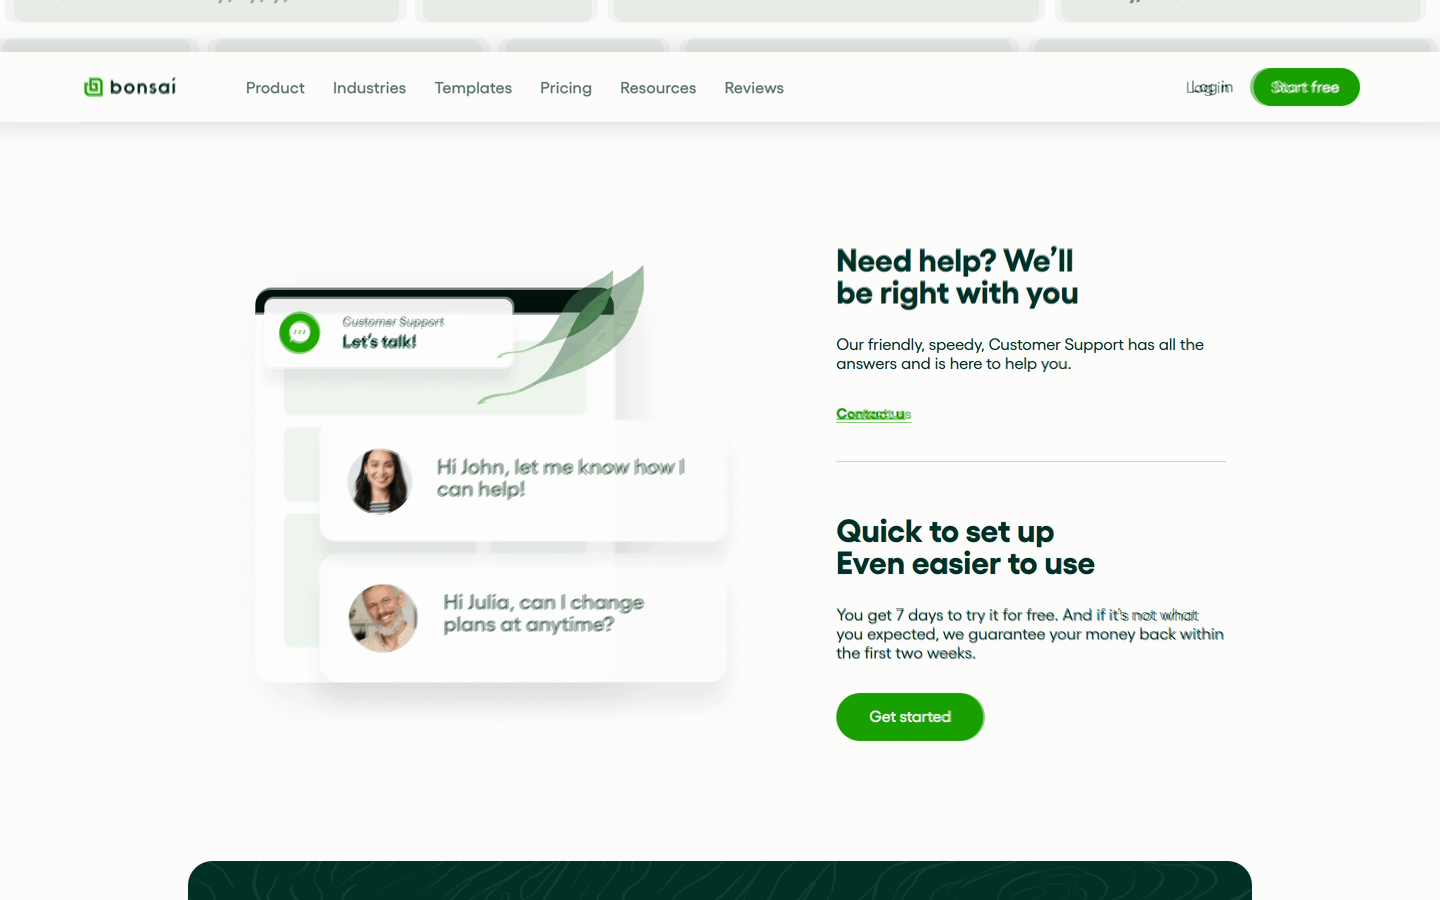 bonsai
Product
Industries
Templates
Pricing
Resources
Reviews
Log in
Start free
Customer Support
Let's talk!
Hi John, let me know how I
can help!
Hi Julia, can I change
plans at anytime?
Need help? We'll
be right with you
Our friendly, speedy, Customer Support has all the
answers and is here to help you.
Contact us
Quick to set up
Even easier to use
You get 7 days to try it for free. And if it's not what
you expected, we guarantee your money back within
the first two weeks.
Get started